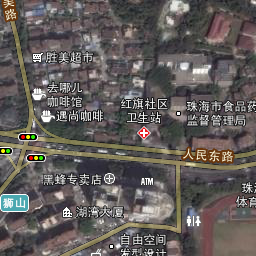 美路
胜美超市
去哪儿
咖啡馆
遇尚咖啡
红旗社区
卫生站
珠海市食品药
监督管理局
人民东路
黑蜂专卖店
ATM
珠海
体育
狮山
湖湾大厦
自由空间
发型设计